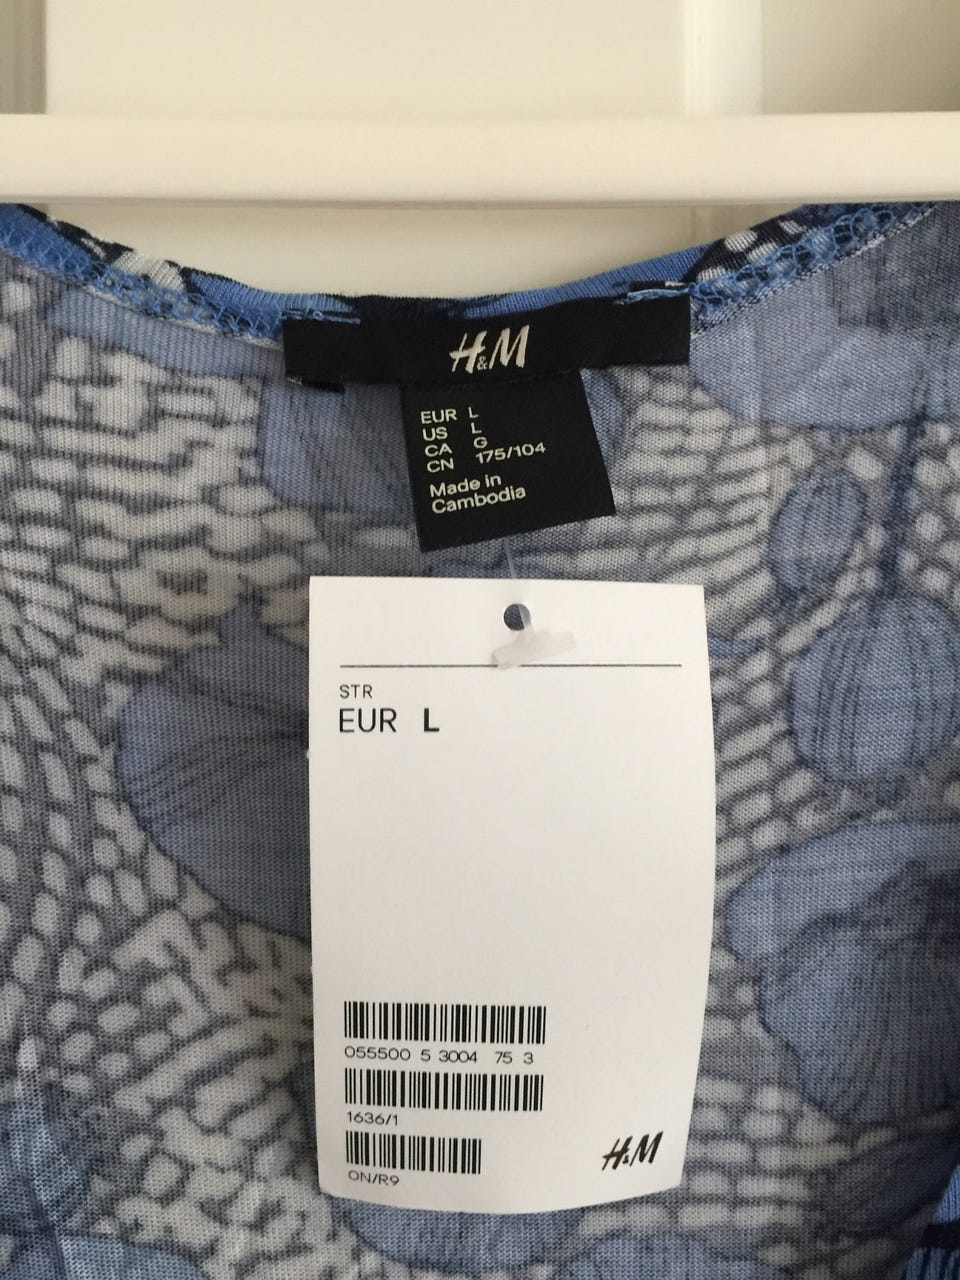 H&M
EUR L
US L
CA G
CN 175/104
Made in
Cambodia
STR
EUR L
055500 5 3004 75 3
1636/1
ON/R9
H&M